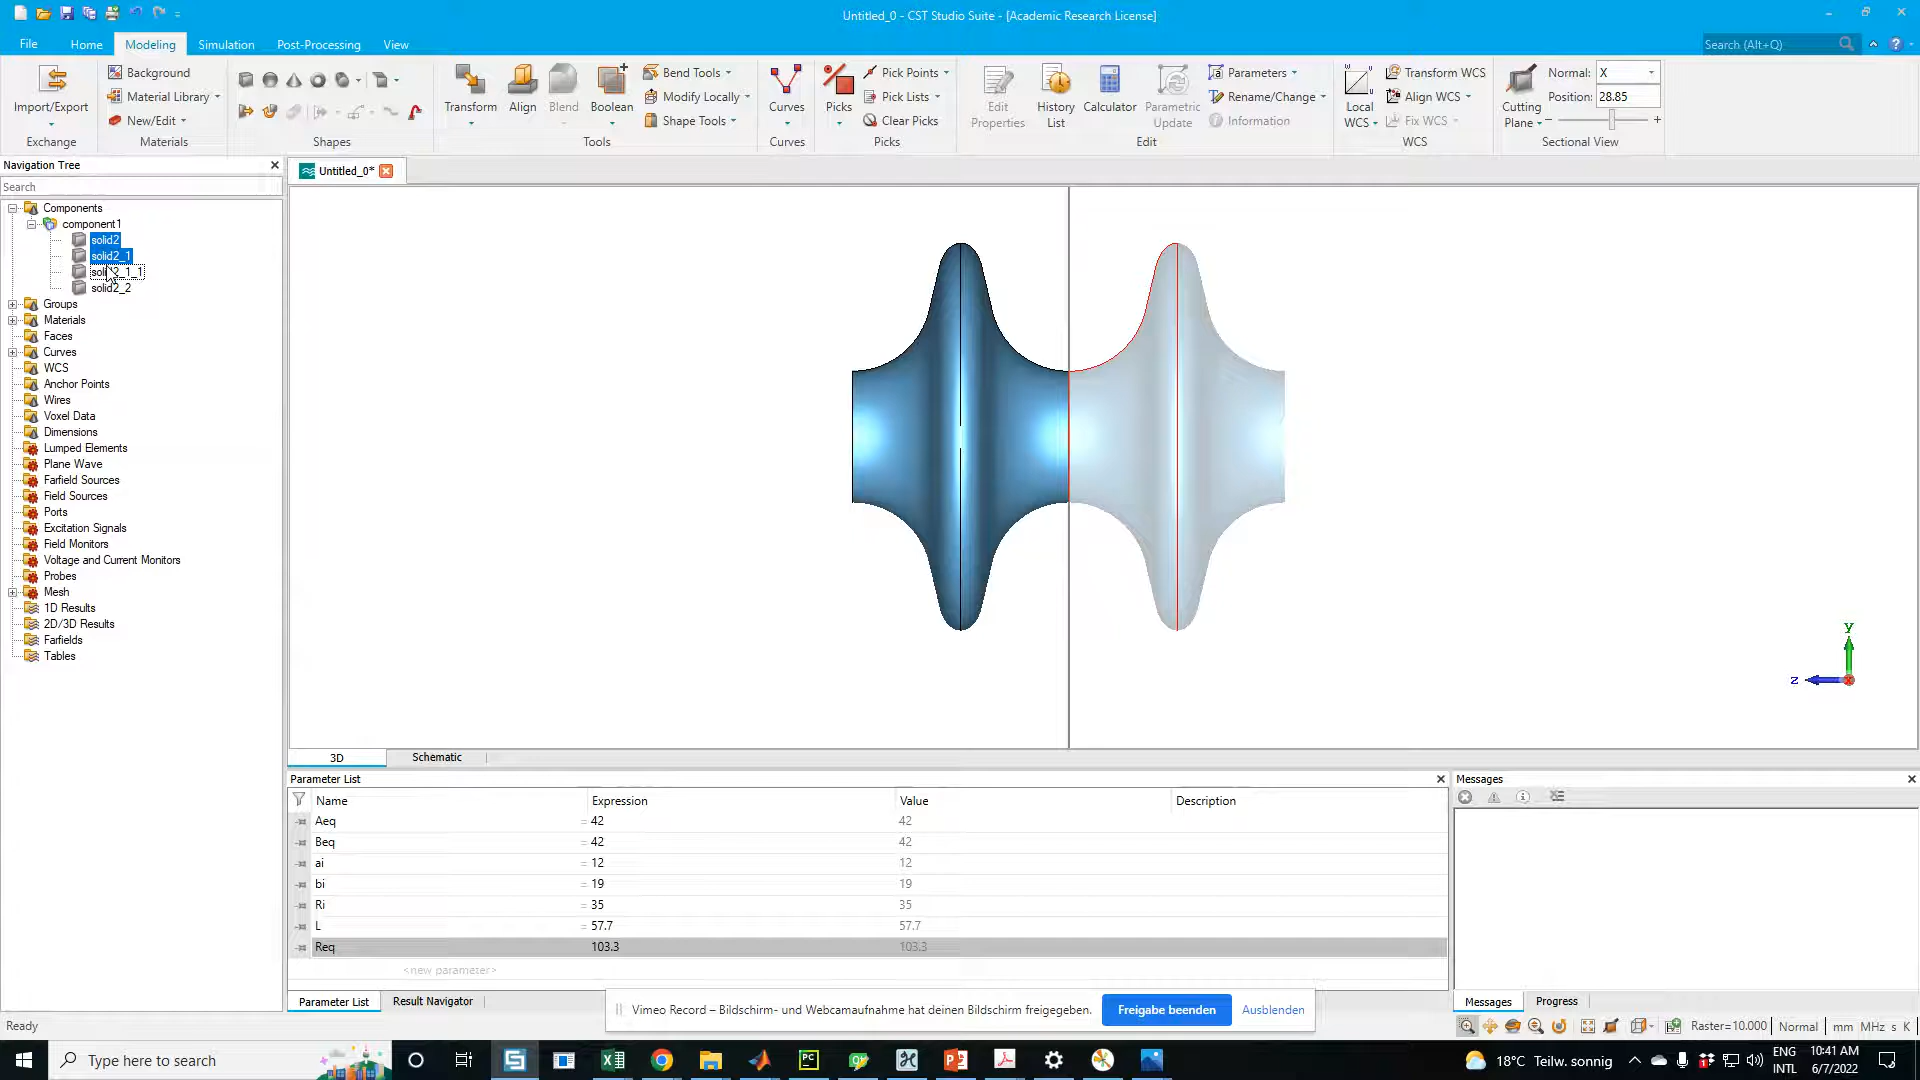 Untitled_0 - CST Studio Suite - [Academic Research License]
File
Home
Modeling
Simulation
Post-Processing
View
Search (Alt+Q)
Import/Export
Exchange
Background
Material Library
New/Edit
Materials
Shapes
Transform
Align
Blend
Boolean
Bend Tools
Modify Locally
Shape Tools
Tools
Curves
Curves
Picks
Pick Points
Pick Lists
Clear Picks
Picks
Edit Properties
History List
Calculator
Parametric Update
Parameters
Rename/Change
Information
Edit
Local WCS
Transform WCS
Align WCS
Fix WCS
WCS
Cutting Plane
Normal: X
Position: 28.85
Sectional View
Navigation Tree
Search
Components
component1
solid2
solid2_1
solid2_1_1
solid2_2
Groups
Materials
Faces
Curves
WCS
Anchor Points
Wires
Voxel Data
Dimensions
Lumped Elements
Plane Wave
Farfield Sources
Field Sources
Ports
Excitation Signals
Field Monitors
Voltage and Current Monitors
Probes
Mesh
1D Results
2D/3D Results
Farfields
Tables
Untitled_0*
y
z
x
3D
Schematic
Parameter List
Name Expression Value Description
Aeq = 42 42
Beq = 42 42
ai = 12 12
bi = 19 19
Ri = 35 35
L = 57.7 57.7
Req 103.3 103.3
<new parameter>
Parameter List
Result Navigator
Messages
Messages
Progress
Vimeo Record – Bildschirm- und Webcamaufnahme hat deinen Bildschirm freigegeben.
Freigabe beenden
Ausblenden
Ready
Raster=10.000
Normal
mm MHz s K
Type here to search
18°C Teilw. sonnig
ENG
INTL
10:41 AM
6/7/2022